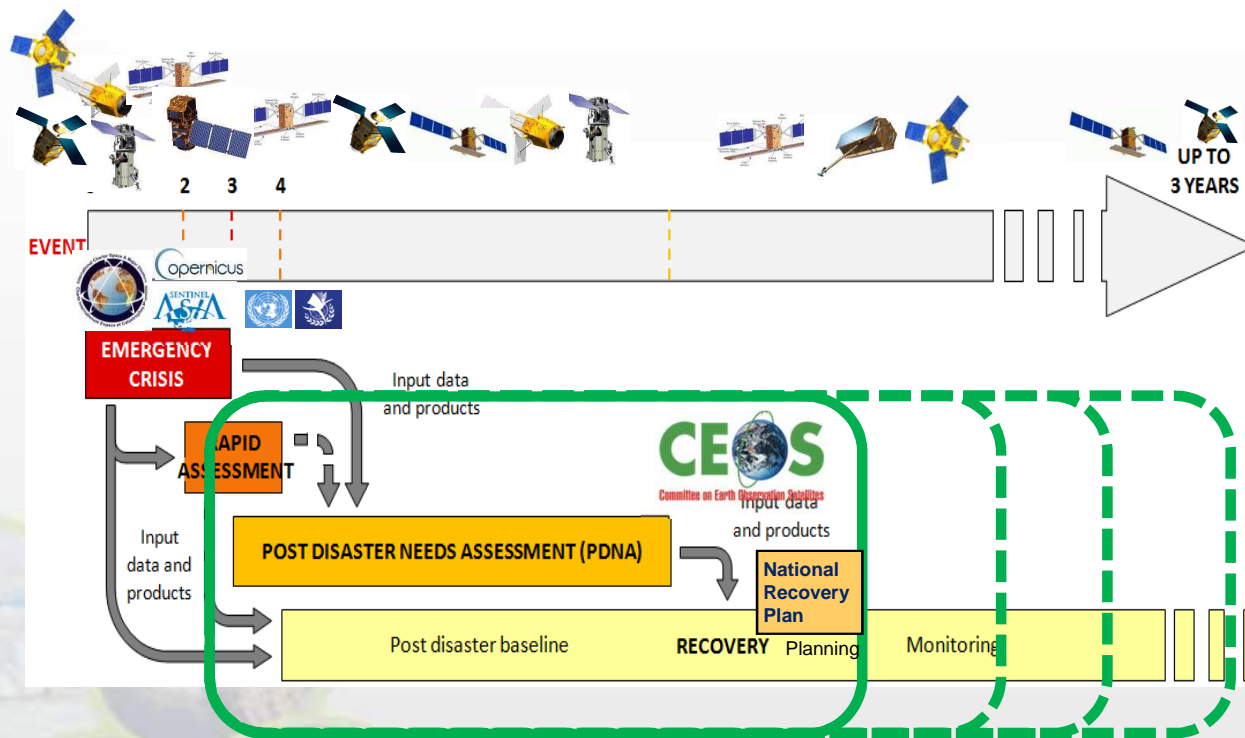 UP TO
3 YEARS
2 3 4
EVENT
Copernicus
SENTINEL
ASIA
EMERGENCY
CRISIS
Input data
and products
RAPID
ASSESSMENT
CEOS
Committee on Earth Observation Satellites
Input data
and products
Input
data and
products
POST DISASTER NEEDS ASSESSMENT (PDNA)
National
Recovery
Plan
Post disaster baseline
RECOVERY Planning
Monitoring